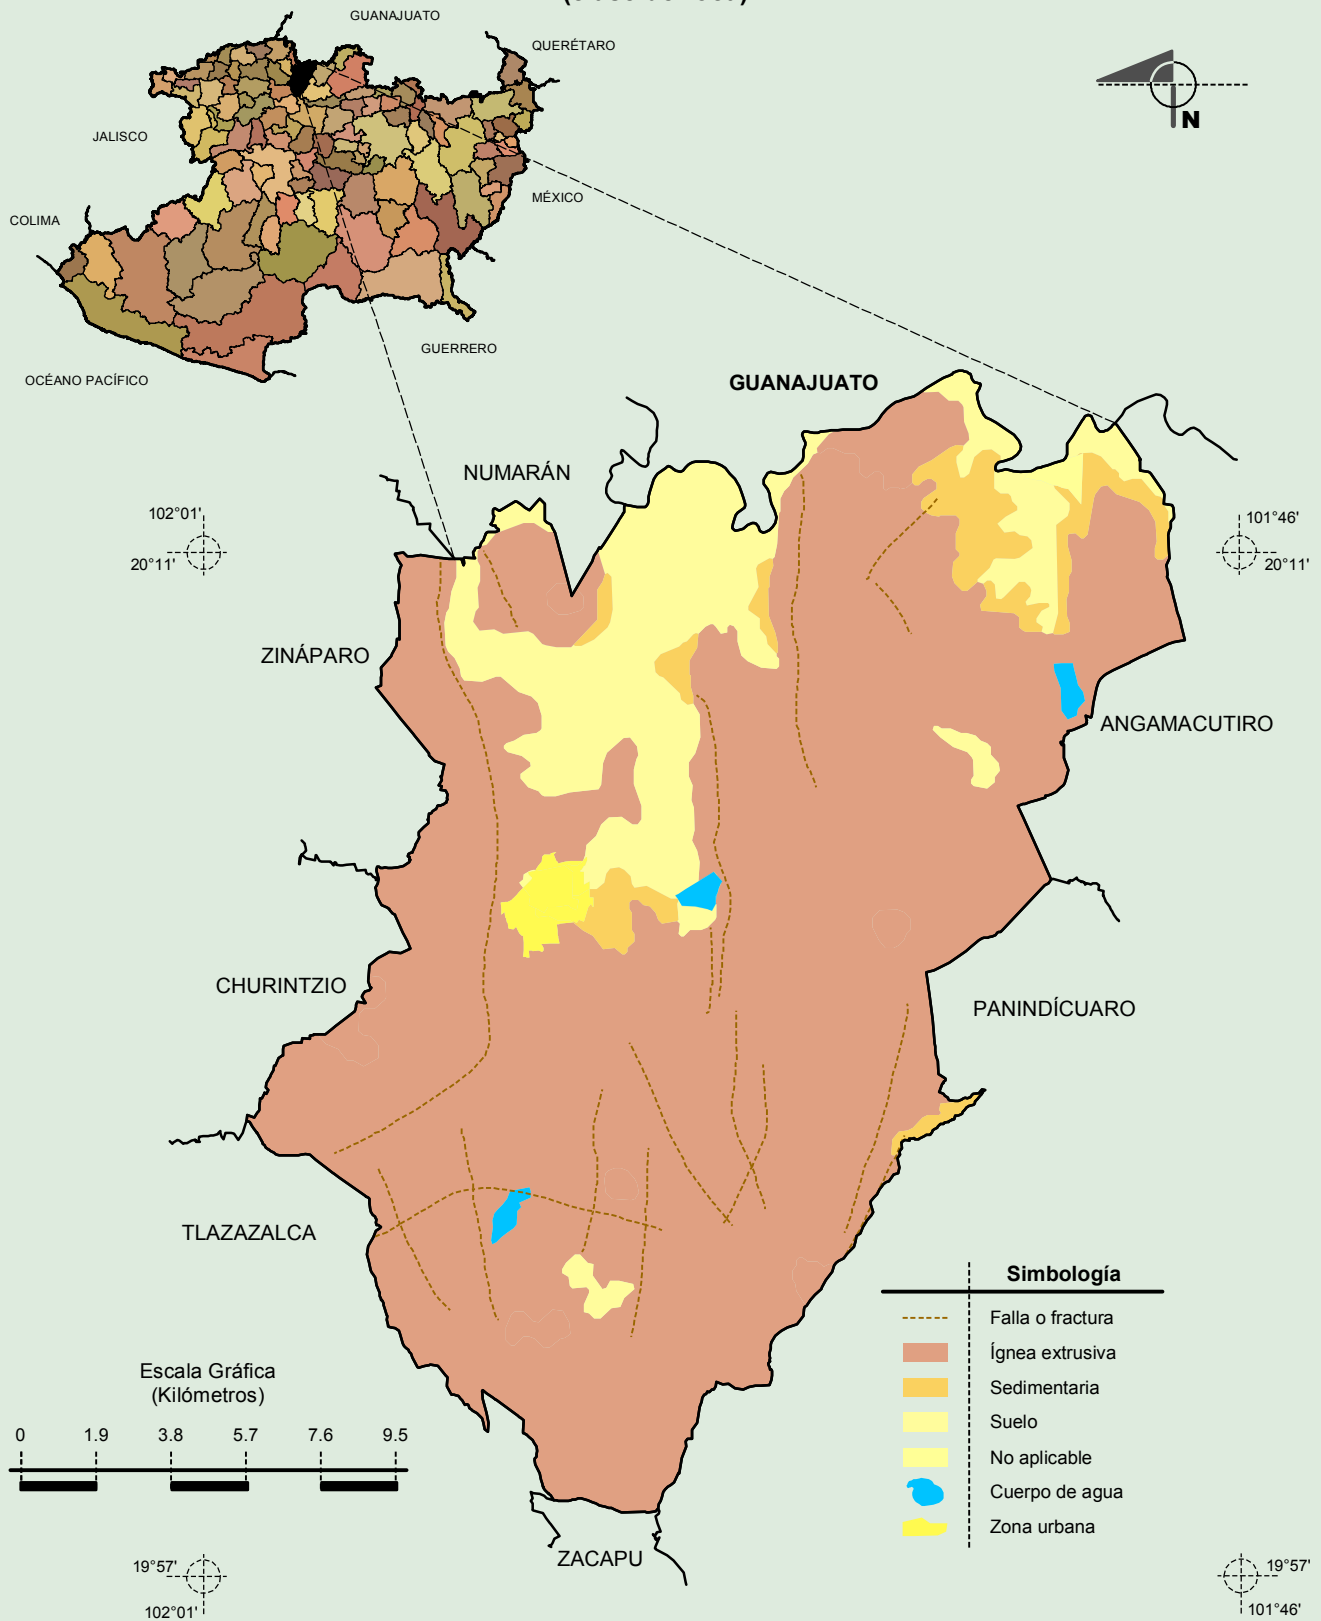 GUANAJUATO
QUERÉTARO
JALISCO
MÉXICO
COLIMA
GUERRERO
OCÉANO PACÍFICO
N
GUANAJUATO
NUMARÁN
102°01'
20°11'
101°46'
20°11'
ZINÁPARO
ANGAMACUTIRO
CHURINTZIO
PANINDÍCUARO
TLAZAZALCA
ZACAPU
Simbología
Falla o fractura
Ígnea extrusiva
Sedimentaria
Suelo
No aplicable
Cuerpo de agua
Zona urbana
Escala Gráfica
(Kilómetros)
0 1.9 3.8 5.7 7.6 9.5
19°57'
102°01'
19°57'
101°46'